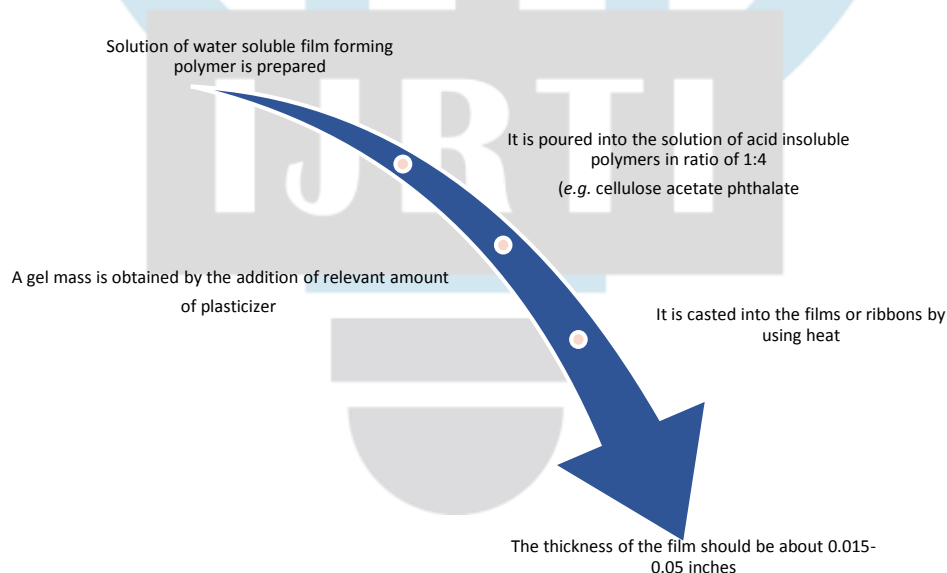 Solution of water soluble film forming
polymer is prepared
IJRTI
It is poured into the solution of acid insoluble
polymers in ratio of 1:4
(e.g. cellulose acetate phthalate
A gel mass is obtained by the addition of relevant amount
of plasticizer
It is casted into the films or ribbons by
using heat
The thickness of the film should be about 0.015-
0.05 inches